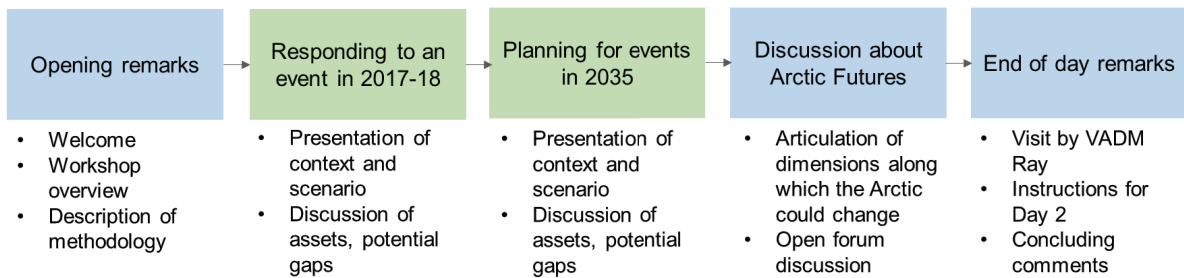 Opening remarks
Responding to an
event in 2017-18
Planning for events
in 2035
Discussion about
Arctic Futures
End of day remarks
• Welcome
• Workshop
overview
• Description of
methodology
• Presentation of
context and
scenario
• Discussion of
assets, potential
gaps
• Presentation of
context and
scenario
• Discussion of
assets, potential
gaps
• Articulation of
dimensions along
which the Arctic
could change
• Open forum
discussion
• Visit by VADM
Ray
• Instructions for
Day 2
• Concluding
comments